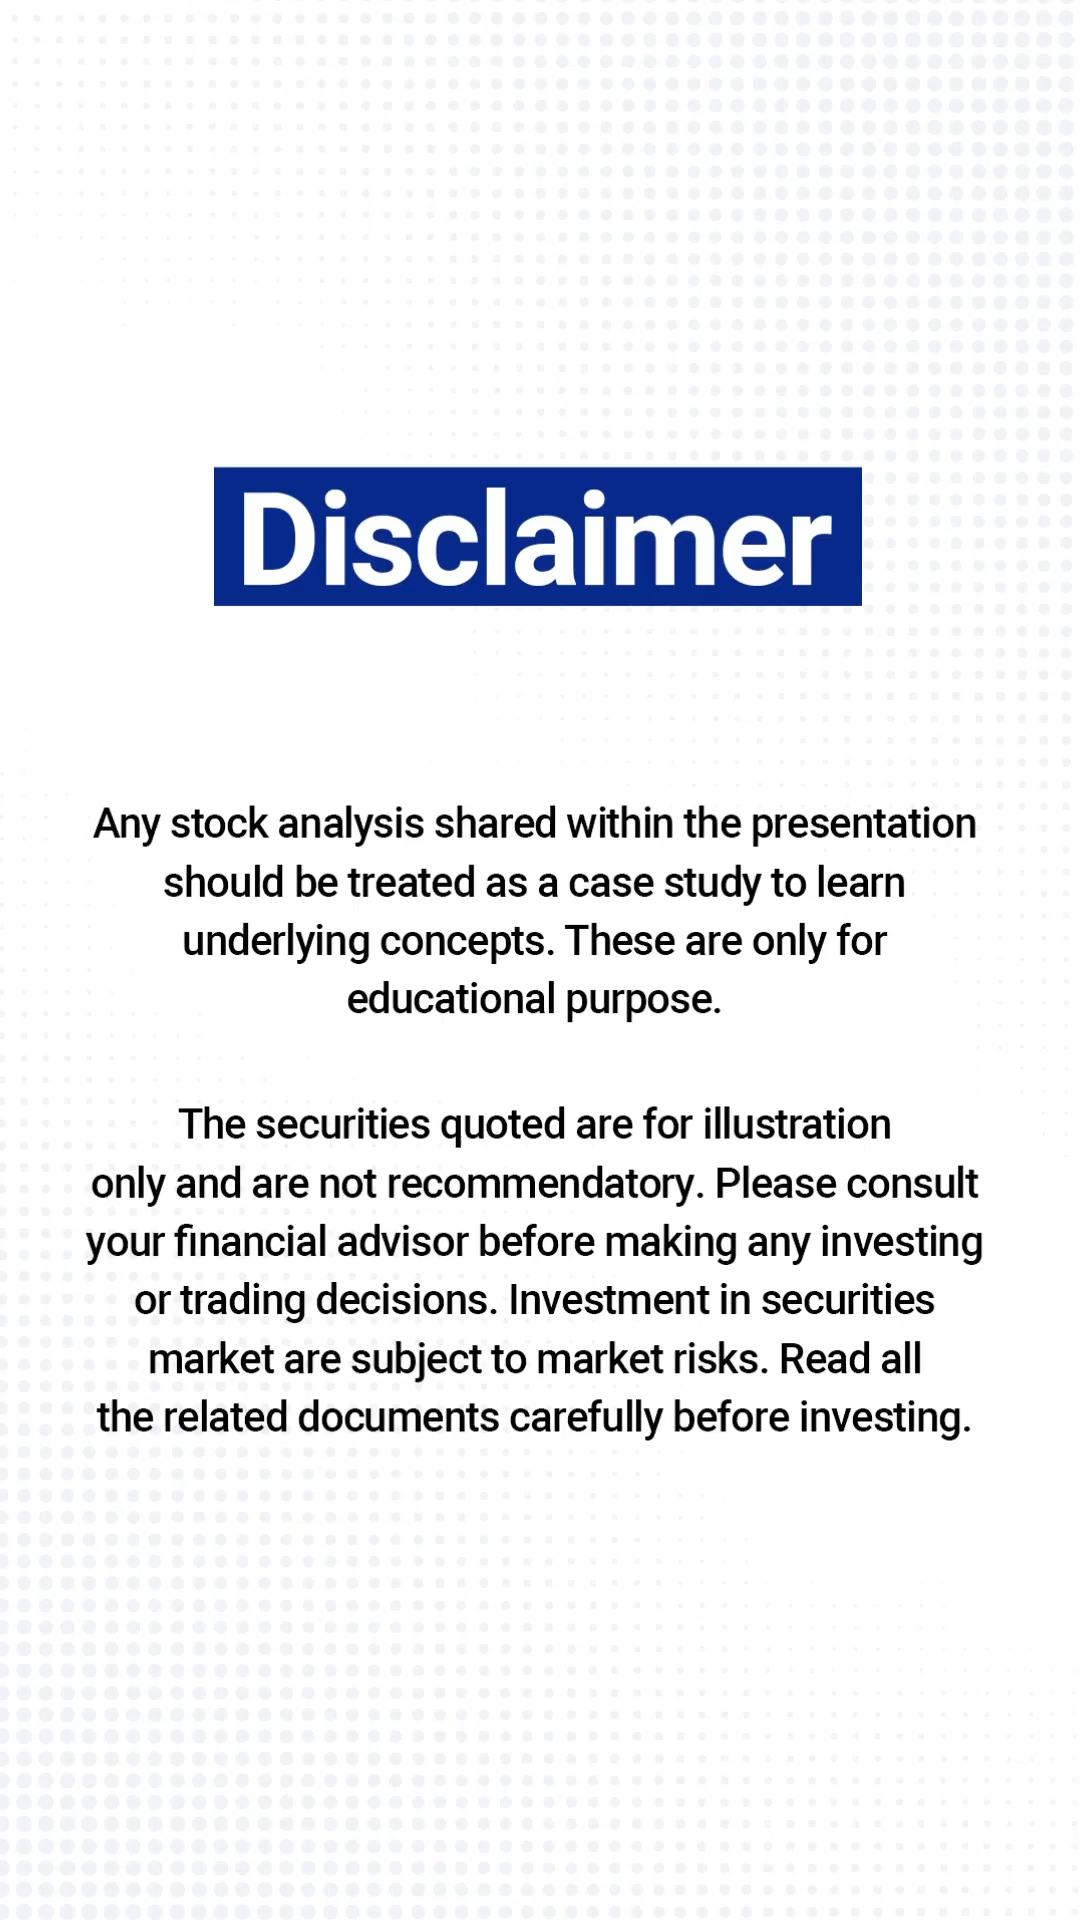 Disclaimer
Any stock analysis shared within the presentation
should be treated as a case study to learn
underlying concepts. These are only for
educational purpose.
The securities quoted are for illustration
only and are not recommendatory. Please consult
your financial advisor before making any investing
or trading decisions. Investment in securities
market are subject to market risks. Read all
the related documents carefully before investing.